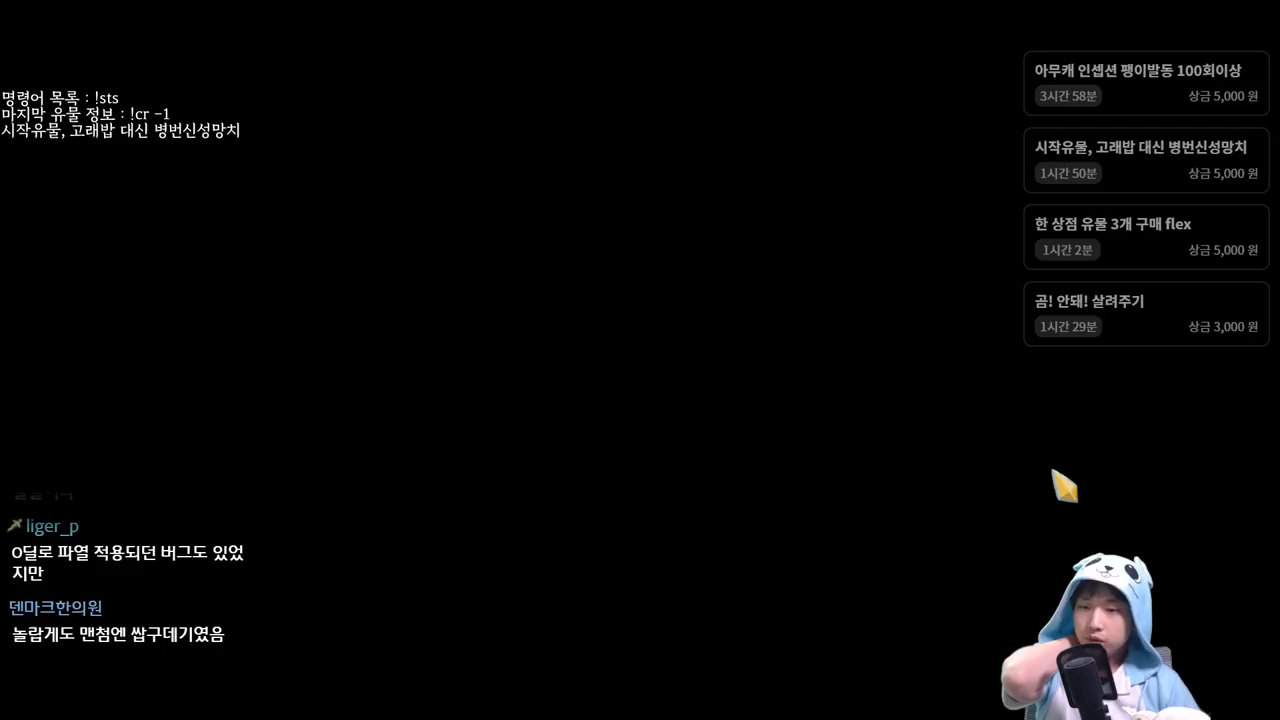 명령어 목록 : !sts
마지막 유물 정보 : !cr -1
시작유물, 고래밥 대신 병번신성망치
아무캐 인셉션 팽이발동 100회이상
3시간 58분 상금 5,000 원
시작유물, 고래밥 대신 병번신성망치
1시간 50분 상금 5,000 원
한 상점 유물 3개 구매 flex
1시간 2분 상금 5,000 원
곰! 안돼! 살려주기
1시간 29분 상금 3,000 원
liger_p
0딜로 파열 적용되던 버그도 있었
지만
덴마크한의원
놀랍게도 맨첨엔 쌉구데기였음